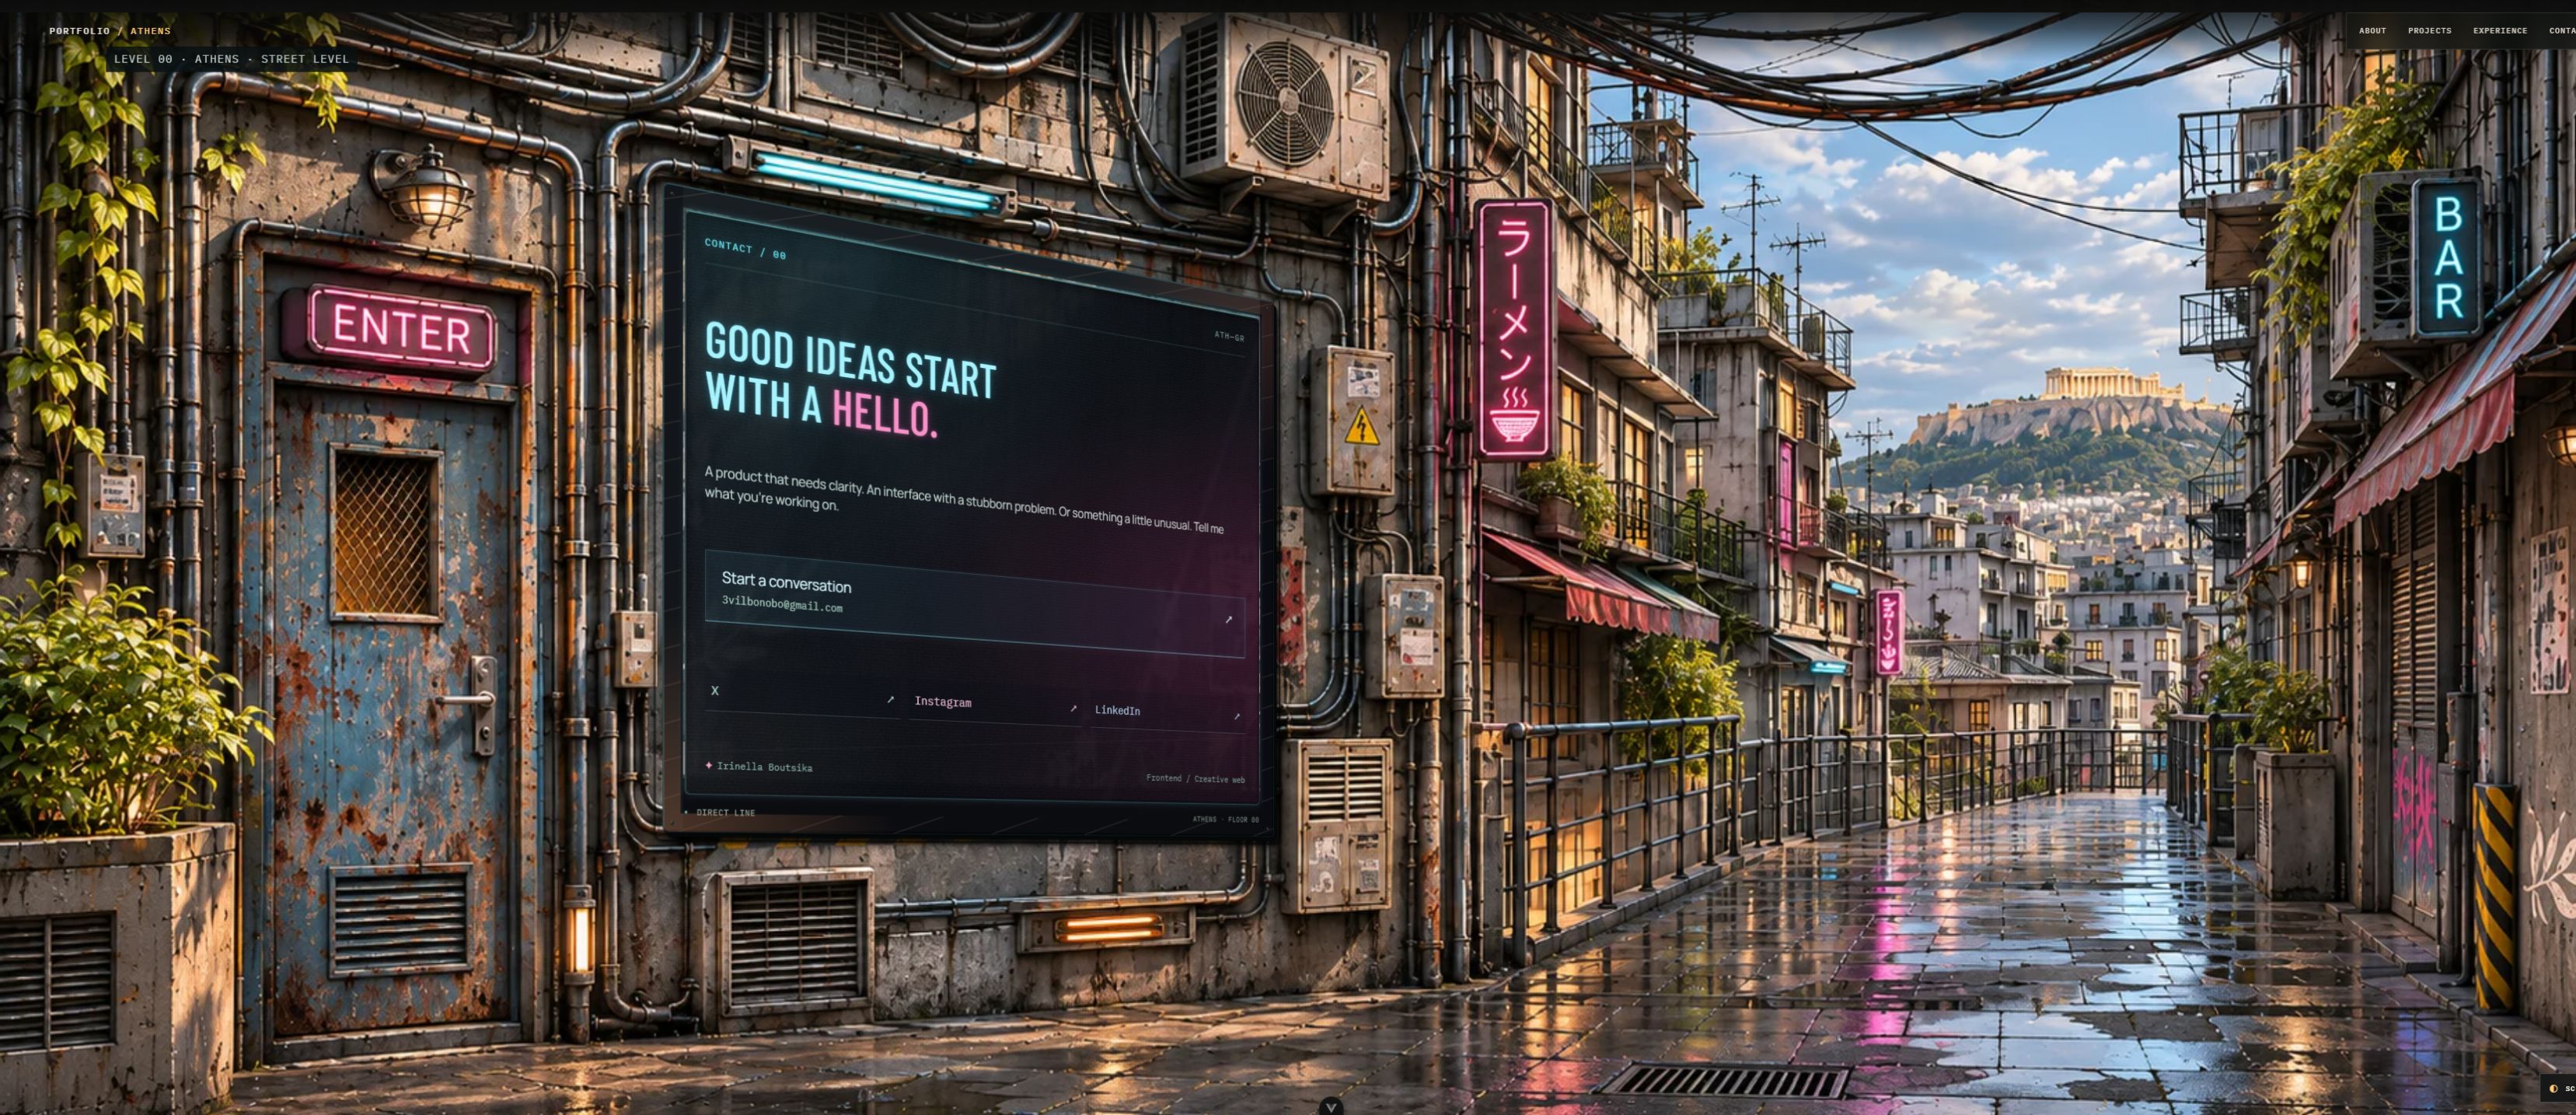 PORTFOLIO / ATHENS
ABOUT PROJECTS EXPERIENCE
LEVEL 00 · ATHENS · STREET LEVEL
ENTER
CONTACT / 00
ATH—GR
GOOD IDEAS START
WITH A HELLO.
A product that needs clarity. An interface with a stubborn problem. Or something a little unusual. Tell me
what you're working on.
Start a conversation
3vilbonobo@gmail.com
↗
X ↗
Instagram ↗
LinkedIn ↗
✦ Irinella Boutsika
Frontend / Creative web
DIRECT LINE
ATHENS · FLOOR 00
ラーメン
BAR